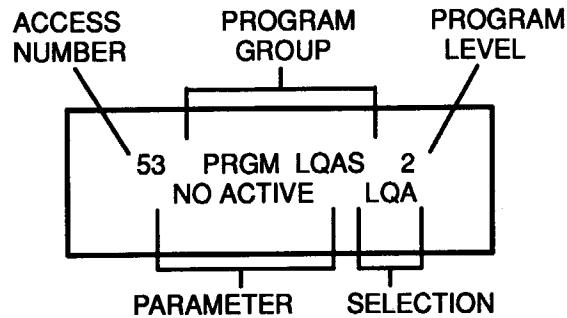 ACCESS NUMBER
PROGRAM GROUP
PROGRAM LEVEL
53 PRGM LQAS 2
NO ACTIVE LQA
PARAMETER SELECTION